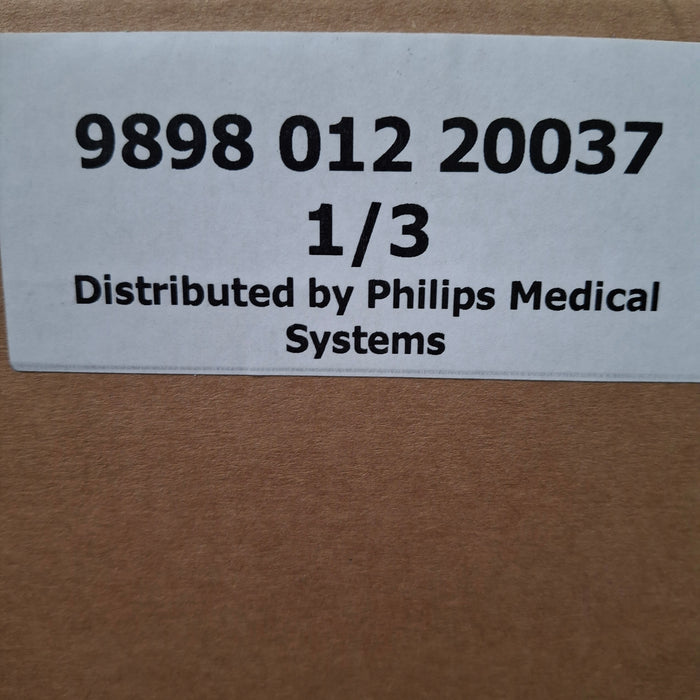 9898 012 20037
1/3
Distributed by Philips Medical
Systems